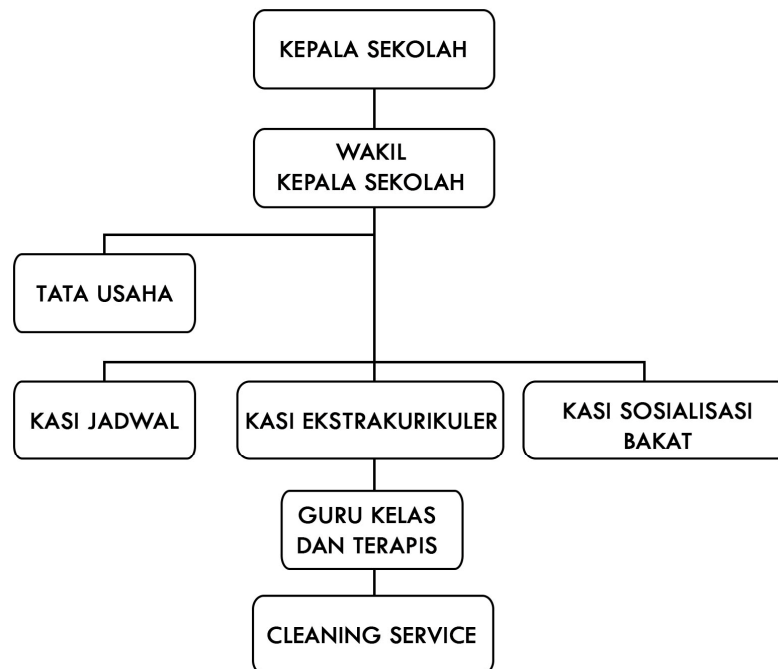 KEPALA SEKOLAH
WAKIL
KEPALA SEKOLAH
TATA USAHA
KASI JADWAL
KASI EKSTRAKURIKULER
KASI SOSIALISASI
BAKAT
GURU KELAS
DAN TERAPIS
CLEANING SERVICE